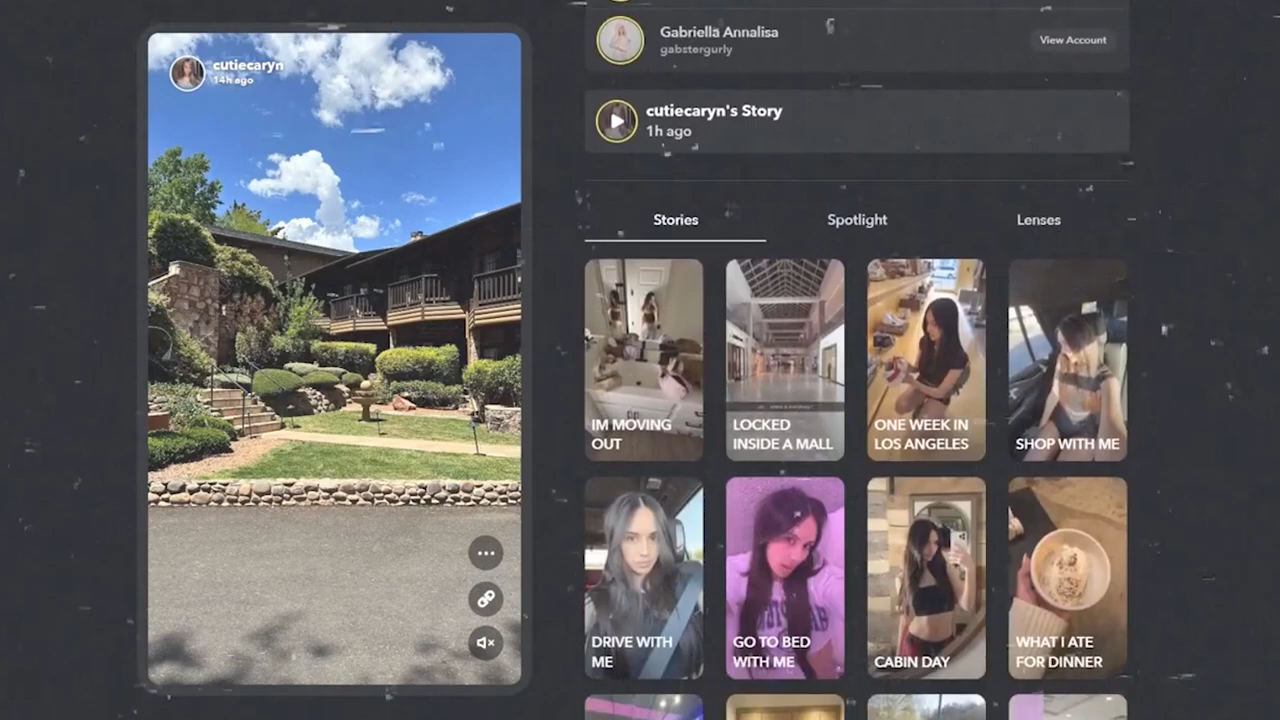 cutiecaryn
14h ago
Gabriella Annalisa
gabstergurly
View Account
cutiecaryn's Story
1h ago
Stories
Spotlight
Lenses
IM MOVING
OUT
LOCKED
INSIDE A MALL
ONE WEEK IN
LOS ANGELES
SHOP WITH ME
DRIVE WITH
ME
GO TO BED
WITH ME
CABIN DAY
WHAT I ATE
FOR DINNER